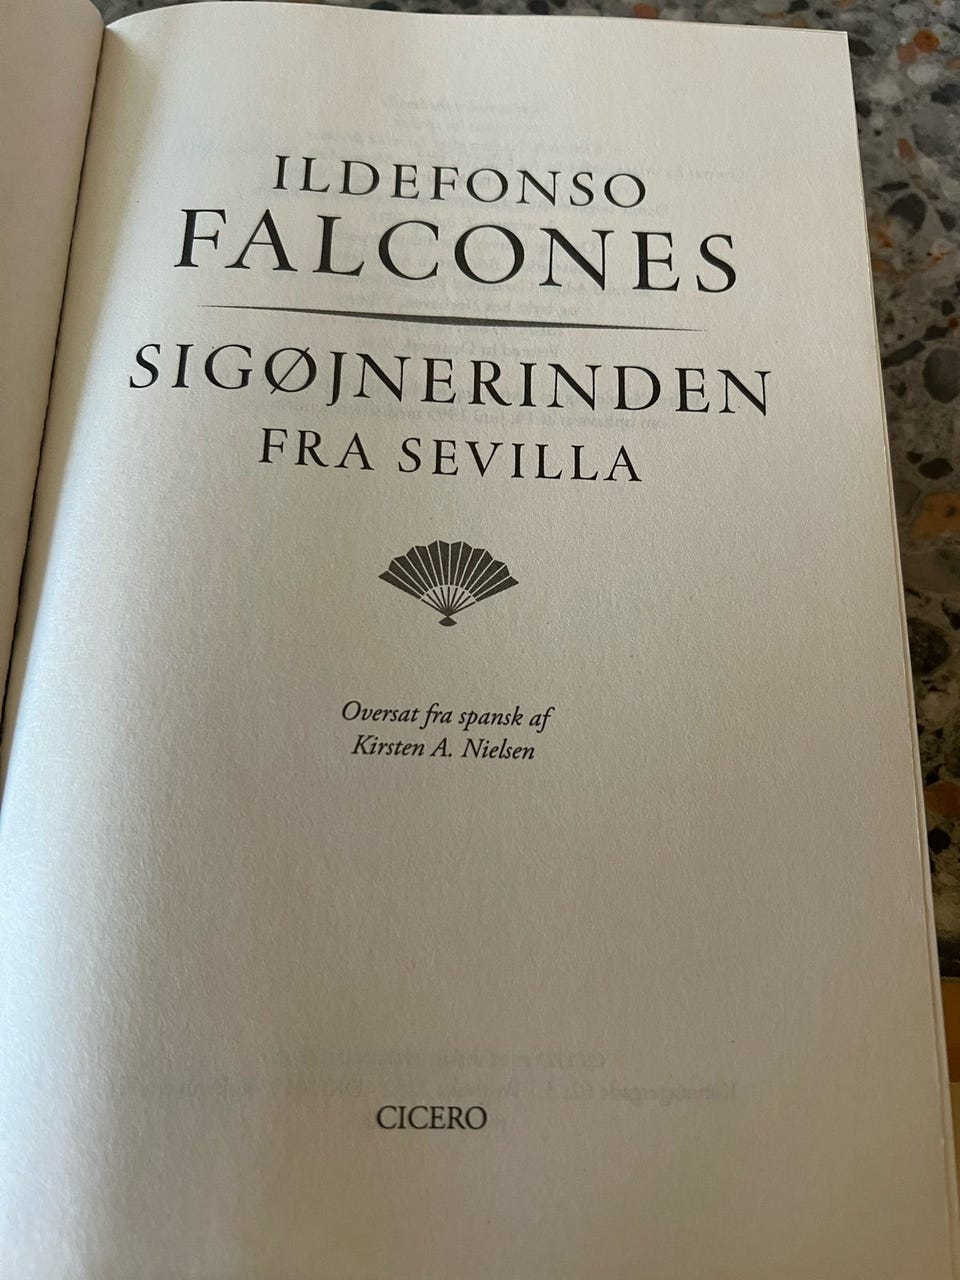 ILDEFONSO
FALCONES
SIGØJNERINDEN
FRA SEVILLA
Oversat fra spansk af
Kirsten A. Nielsen
CICERO